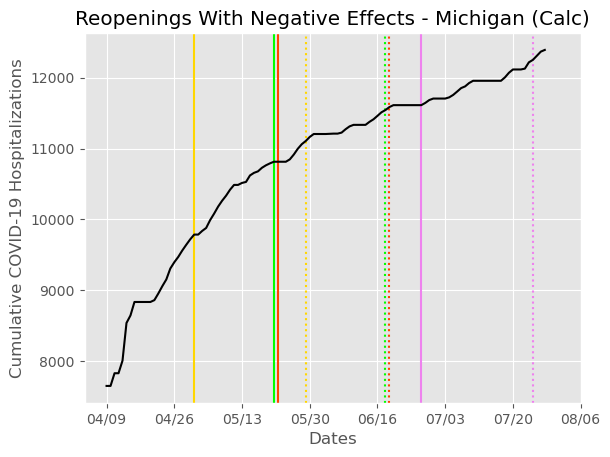 Reopenings With Negative Effects - Michigan (Calc)
Cumulative COVID-19 Hospitalizations
12000
11000
10000
9000
8000
04/09 04/26 05/13 05/30 06/16 07/03 07/20 08/06
Dates